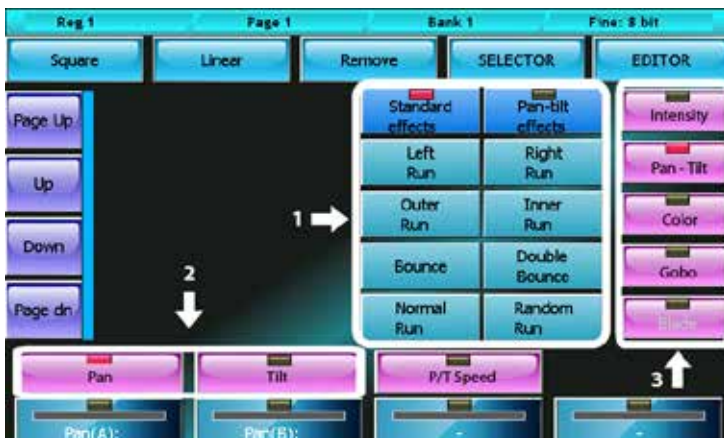 Reg 1 Page 1 Bank 1 Fine: 8 bit
Square Linear Remove SELECTOR EDITOR
Page Up
Up
Down
Page dn
Standard
effects
Pan-tilt
effects
Left
Run
Right
Run
Outer
Run
Inner
Run
Bounce
Double
Bounce
Normal
Run
Random
Run
1
Intensity
Pan - Tilt
Color
Gobo
Blade
2
3
Pan Tilt P/T Speed
Pan(A): Pan(B): - -